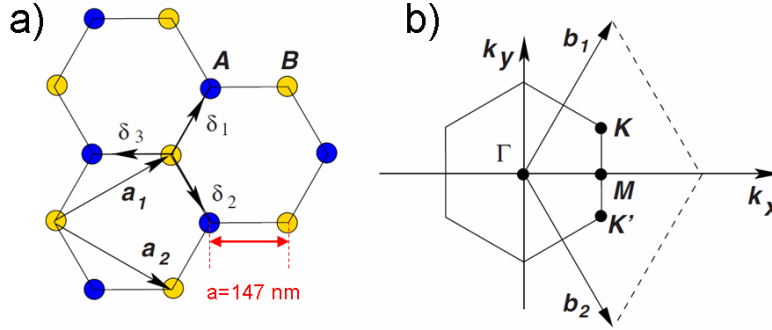 a)
A
B
δ1
δ3
δ2
a1
a2
a=147 nm
b)
b1
ky
K
Γ
M
kx
K'
b2